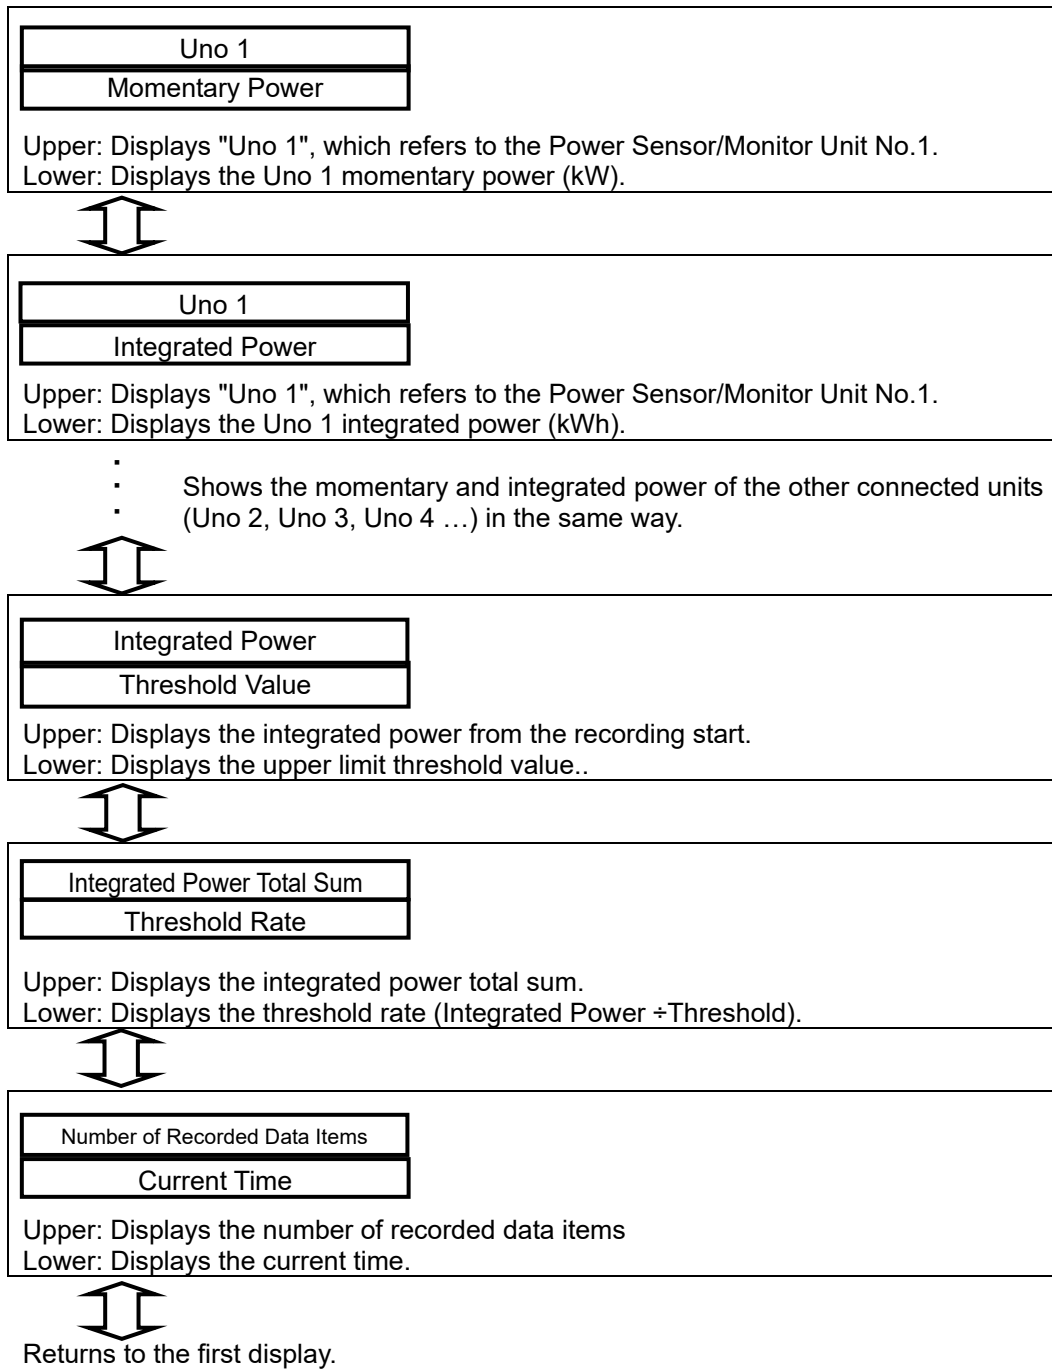 Uno 1
Momentary Power
Upper: Displays "Uno 1", which refers to the Power Sensor/Monitor Unit No.1.
Lower: Displays the Uno 1 momentary power (kW).
Uno 1
Integrated Power
Upper: Displays "Uno 1", which refers to the Power Sensor/Monitor Unit No.1.
Lower: Displays the Uno 1 integrated power (kWh).
Shows the momentary and integrated power of the other connected units
(Uno 2, Uno 3, Uno 4 …) in the same way.
Integrated Power
Threshold Value
Upper: Displays the integrated power from the recording start.
Lower: Displays the upper limit threshold value..
Integrated Power Total Sum
Threshold Rate
Upper: Displays the integrated power total sum.
Lower: Displays the threshold rate (Integrated Power ÷Threshold).
Number of Recorded Data Items
Current Time
Upper: Displays the number of recorded data items
Lower: Displays the current time.
Returns to the first display.